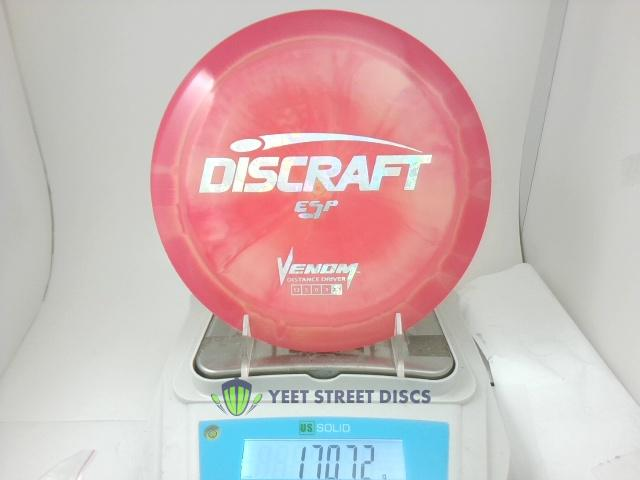 DISCRAFT
ESP
VENOM
DISTANCE DRIVER
YEET STREET DISCS
US SOLID
170.72 g